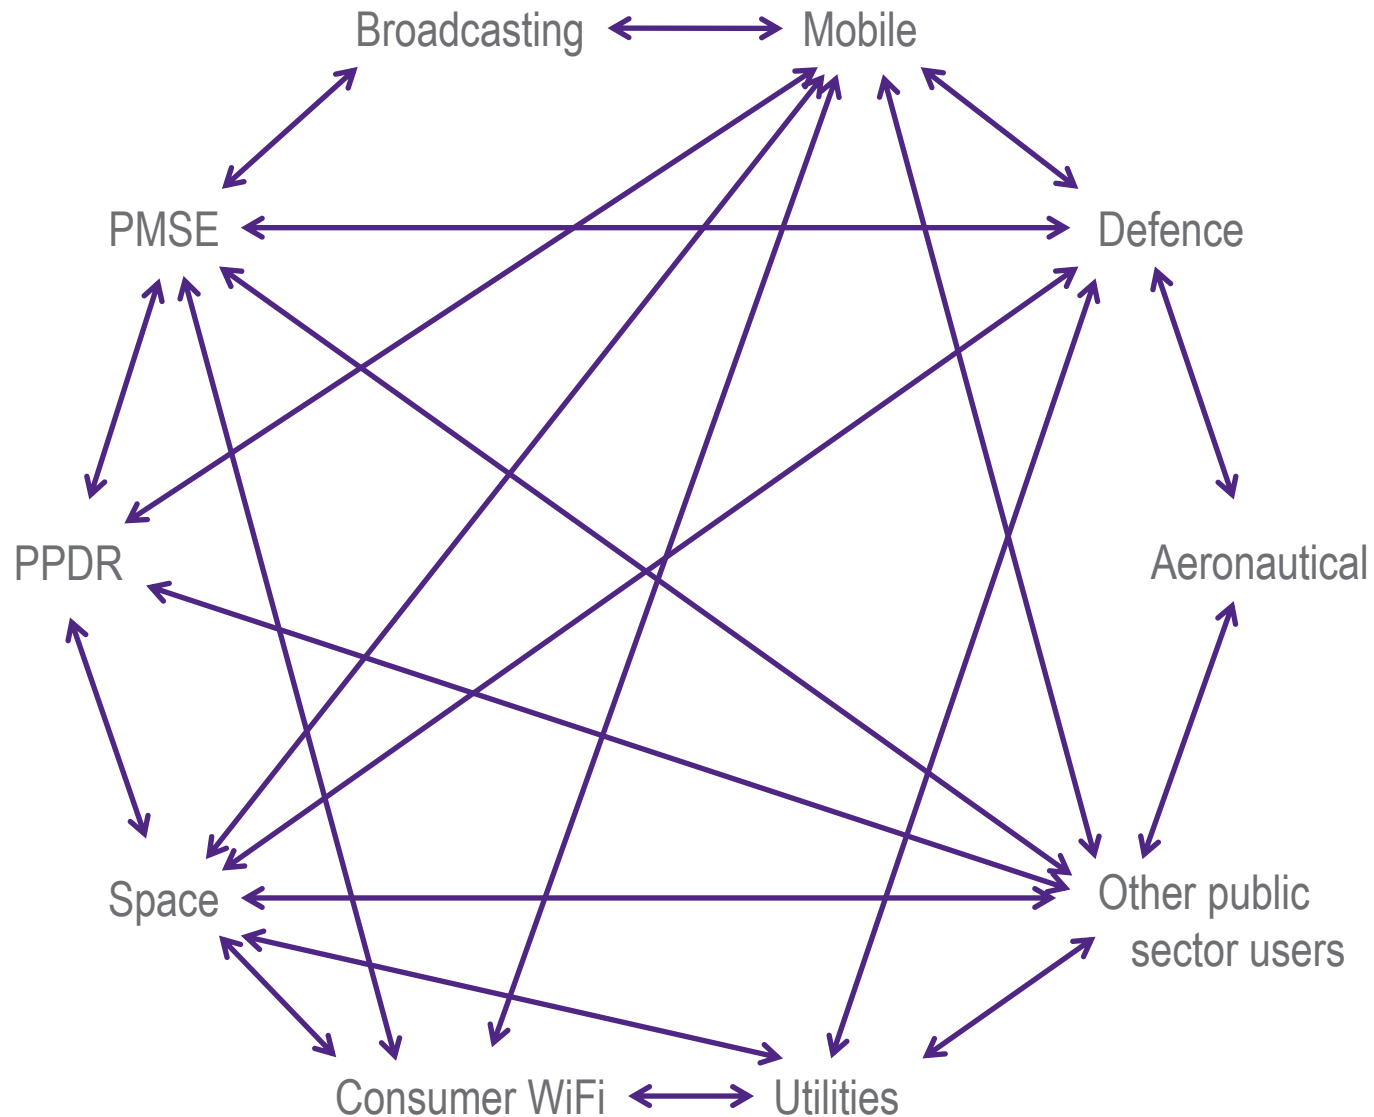 Broadcasting
Mobile
PMSE
Defence
PPDR
Aeronautical
Space
Other public
sector users
Consumer WiFi
Utilities